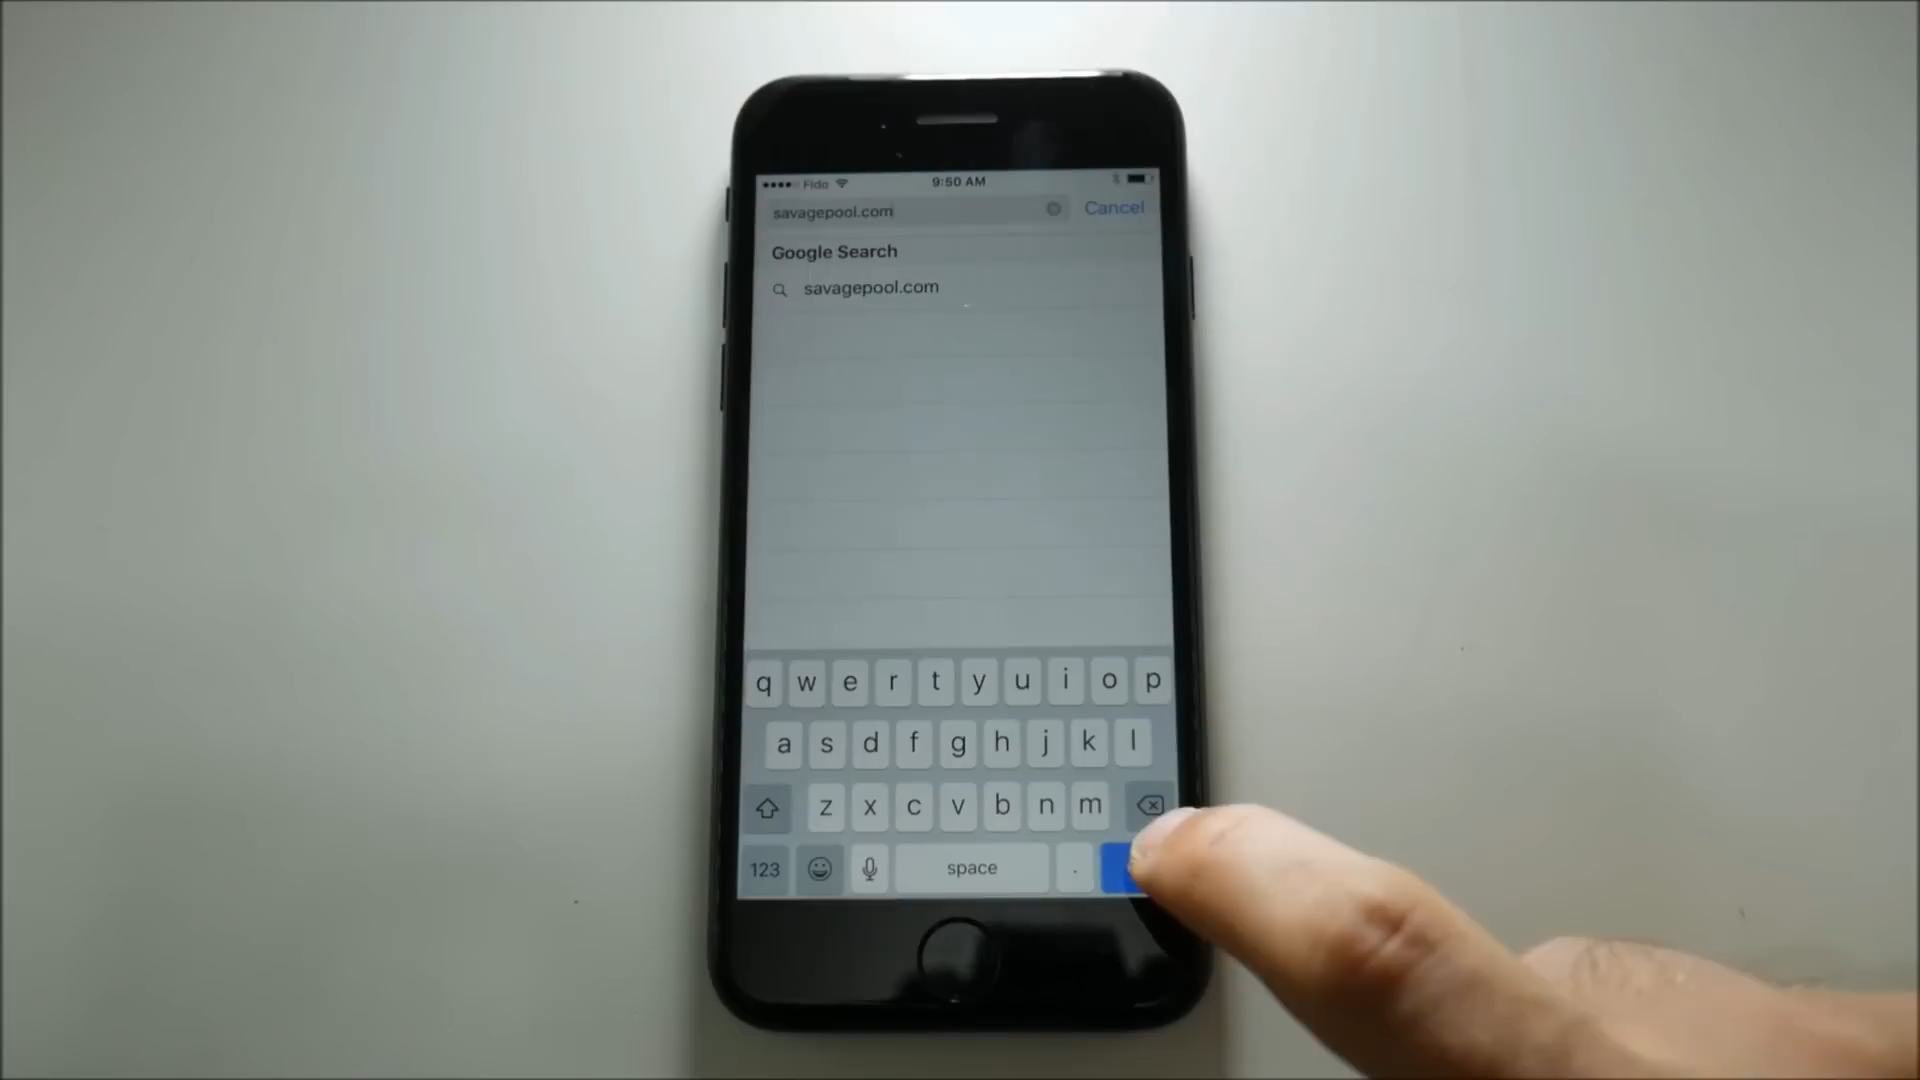 Fido 9:50 AM
savagepool.com Cancel
Google Search
savagepool.com
q w e r t y u i o p
a s d f g h j k l
z x c v b n m
123 space .